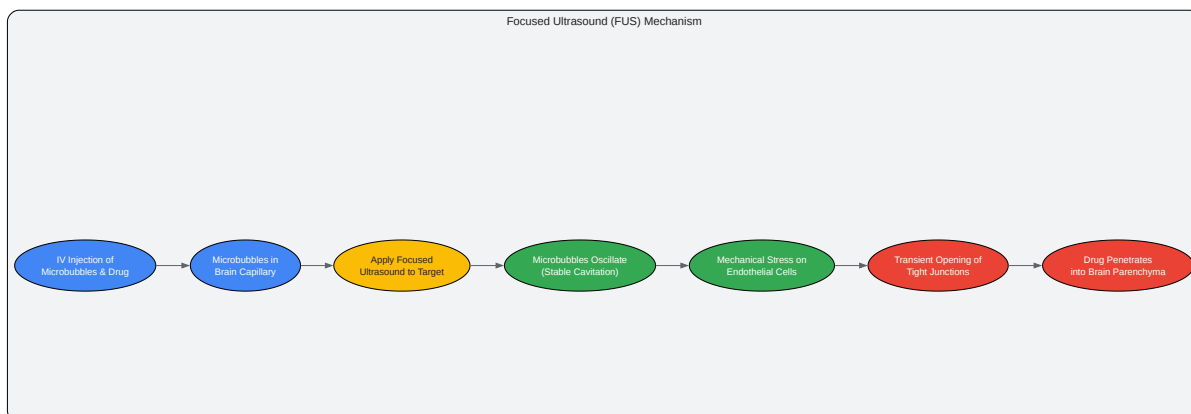 Focused Ultrasound (FUS) Mechanism
IV Injection of
Microbubbles & Drug
Microbubbles in
Brain Capillary
Apply Focused
Ultrasound to Target
Microbubbles Oscillate
(Stable Cavitation)
Mechanical Stress on
Endothelial Cells
Transient Opening of
Tight Junctions
Drug Penetrates
into Brain Parenchyma